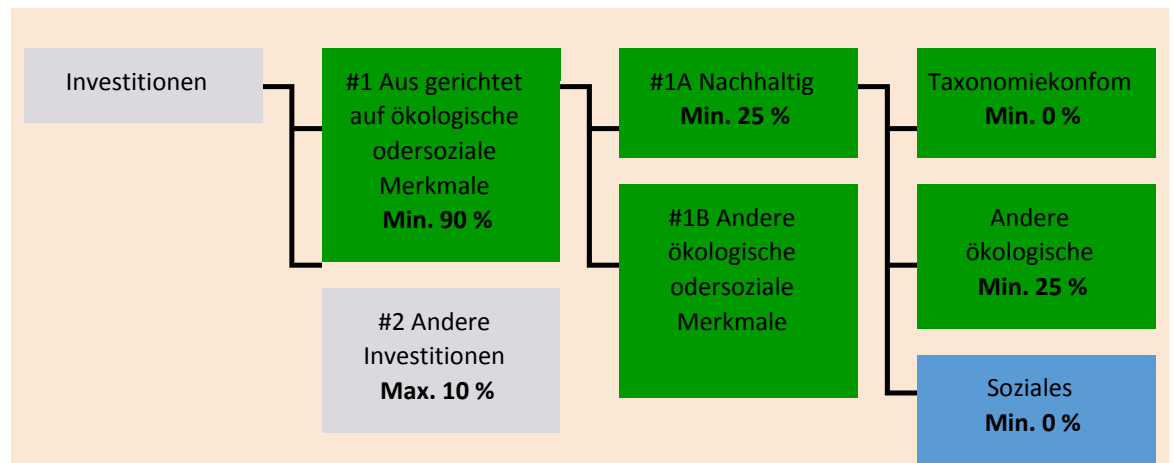 Investitionen
#1 Aus gerichtet
auf ökologische
odersoziale
Merkmale
Min. 90 %
#2 Andere
Investitionen
Max. 10 %
#1A Nachhaltig
Min. 25 %
#1B Andere
ökologische
odersoziale
Merkmale
Taxonomiekonfom
Min. 0 %
Andere
ökologische
Min. 25 %
Soziales
Min. 0 %